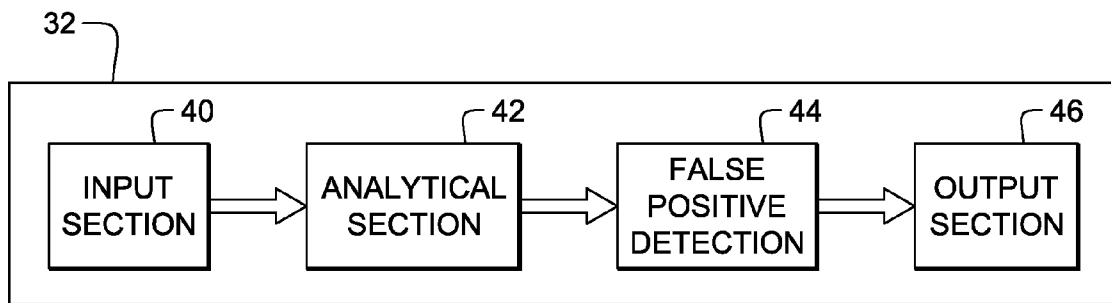 32
40
42
44
46
INPUT
SECTION
ANALYTICAL
SECTION
FALSE
POSITIVE
DETECTION
OUTPUT
SECTION